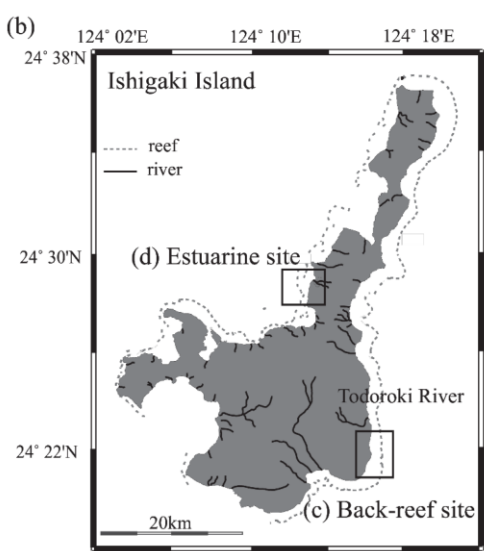 (b)
124° 02'E
124° 10'E
124° 18'E
24° 38'N
Ishigaki Island
reef
river
24° 30'N
(d) Estuarine site
Todoroki River
24° 22'N
(c) Back-reef site
20km